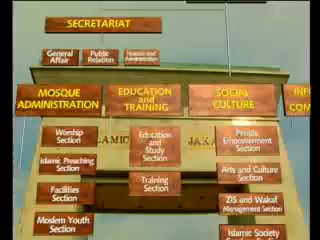 SECRETARIAT
General
Affair
Public
Relation
MOSQUE
ADMINISTRATION
EDUCATION
and
TRAINING
SOCIAL
CULTURE
Worship
Section
Islamic Preaching
Section
Facilities
Section
Moslem Youth
Section
Education
and
Study
Section
Training
Section
People
Empowerment
Section
Arts and Culture
Section
ZIS and Wakaf
Management Section
Islamic Society